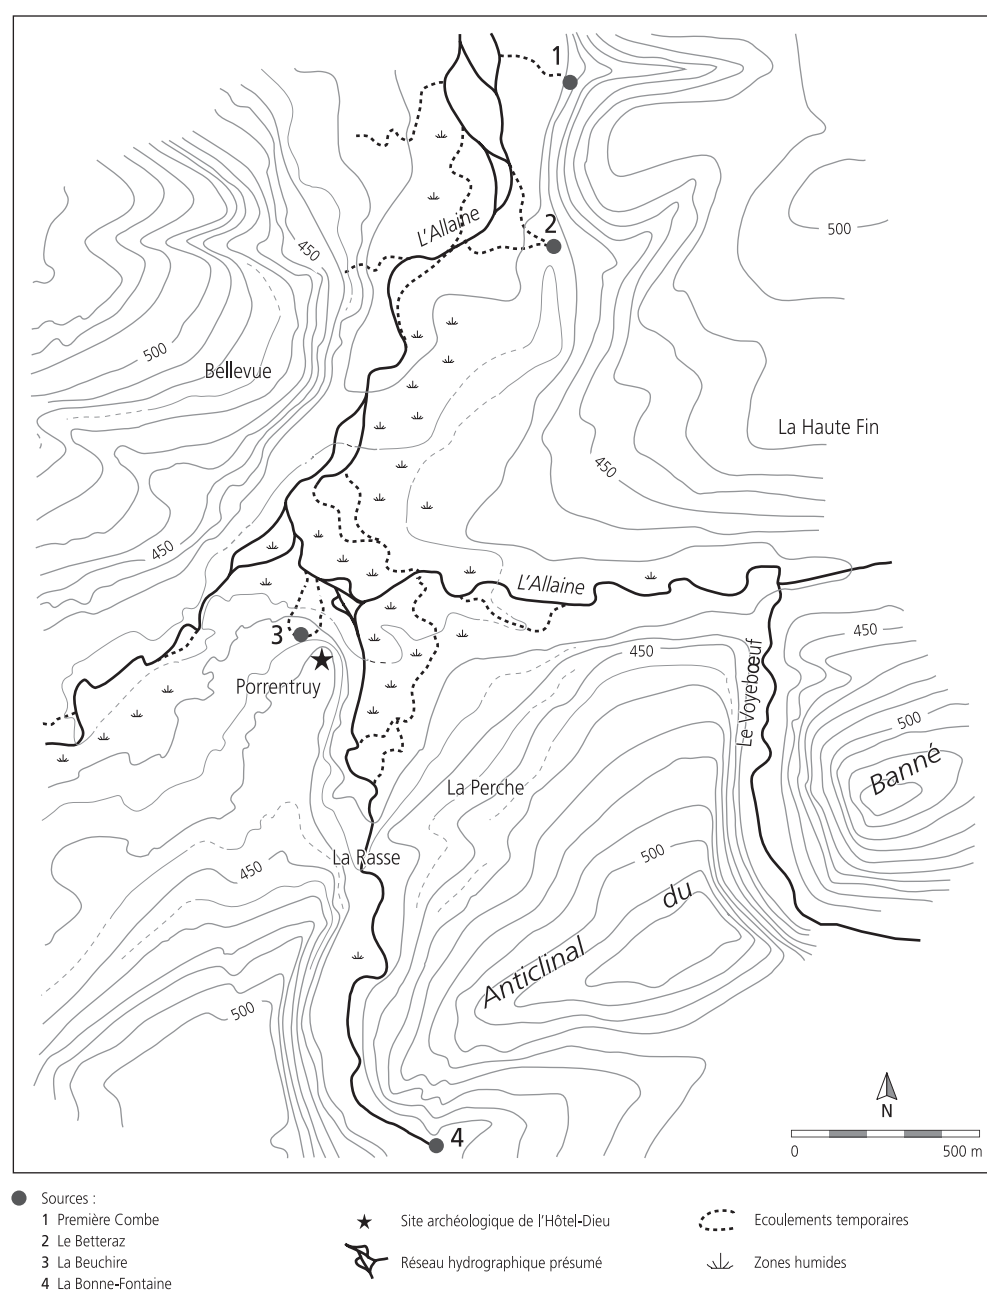 1
2
L'Allaine
450
500
500
Bellevue
La Haute Fin
450
450
L'Allaine
3
Porrentruy
450
Le Voyebœuf
450
500
Banné
La Perche
La Rasse
450
500
Anticlinal du
500
4
N
0 500 m
Sources :
1 Première Combe
2 Le Betteraz
3 La Beuchire
4 La Bonne-Fontaine
Site archéologique de l'Hôtel-Dieu
Réseau hydrographique présumé
Ecoulements temporaires
Zones humides